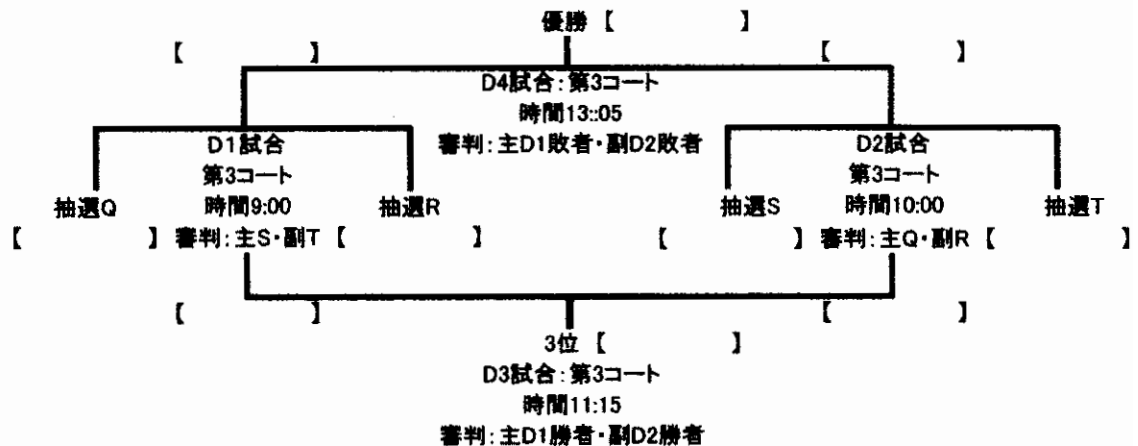 優勝 【 】
【 】 【 】
D4試合:第3コート
時間13::05
審判:主D1敗者・副D2敗者
D1試合
第3コート
時間9:00
抽選Q 抽選R
【 】 審判:主S・副T 【 】
D2試合
第3コート
時間10:00
抽選S 抽選T
【 】 審判:主Q・副R 【 】
【 】 【 】
3位 【 】
D3試合:第3コート
時間11:15
審判:主D1勝者・副D2勝者